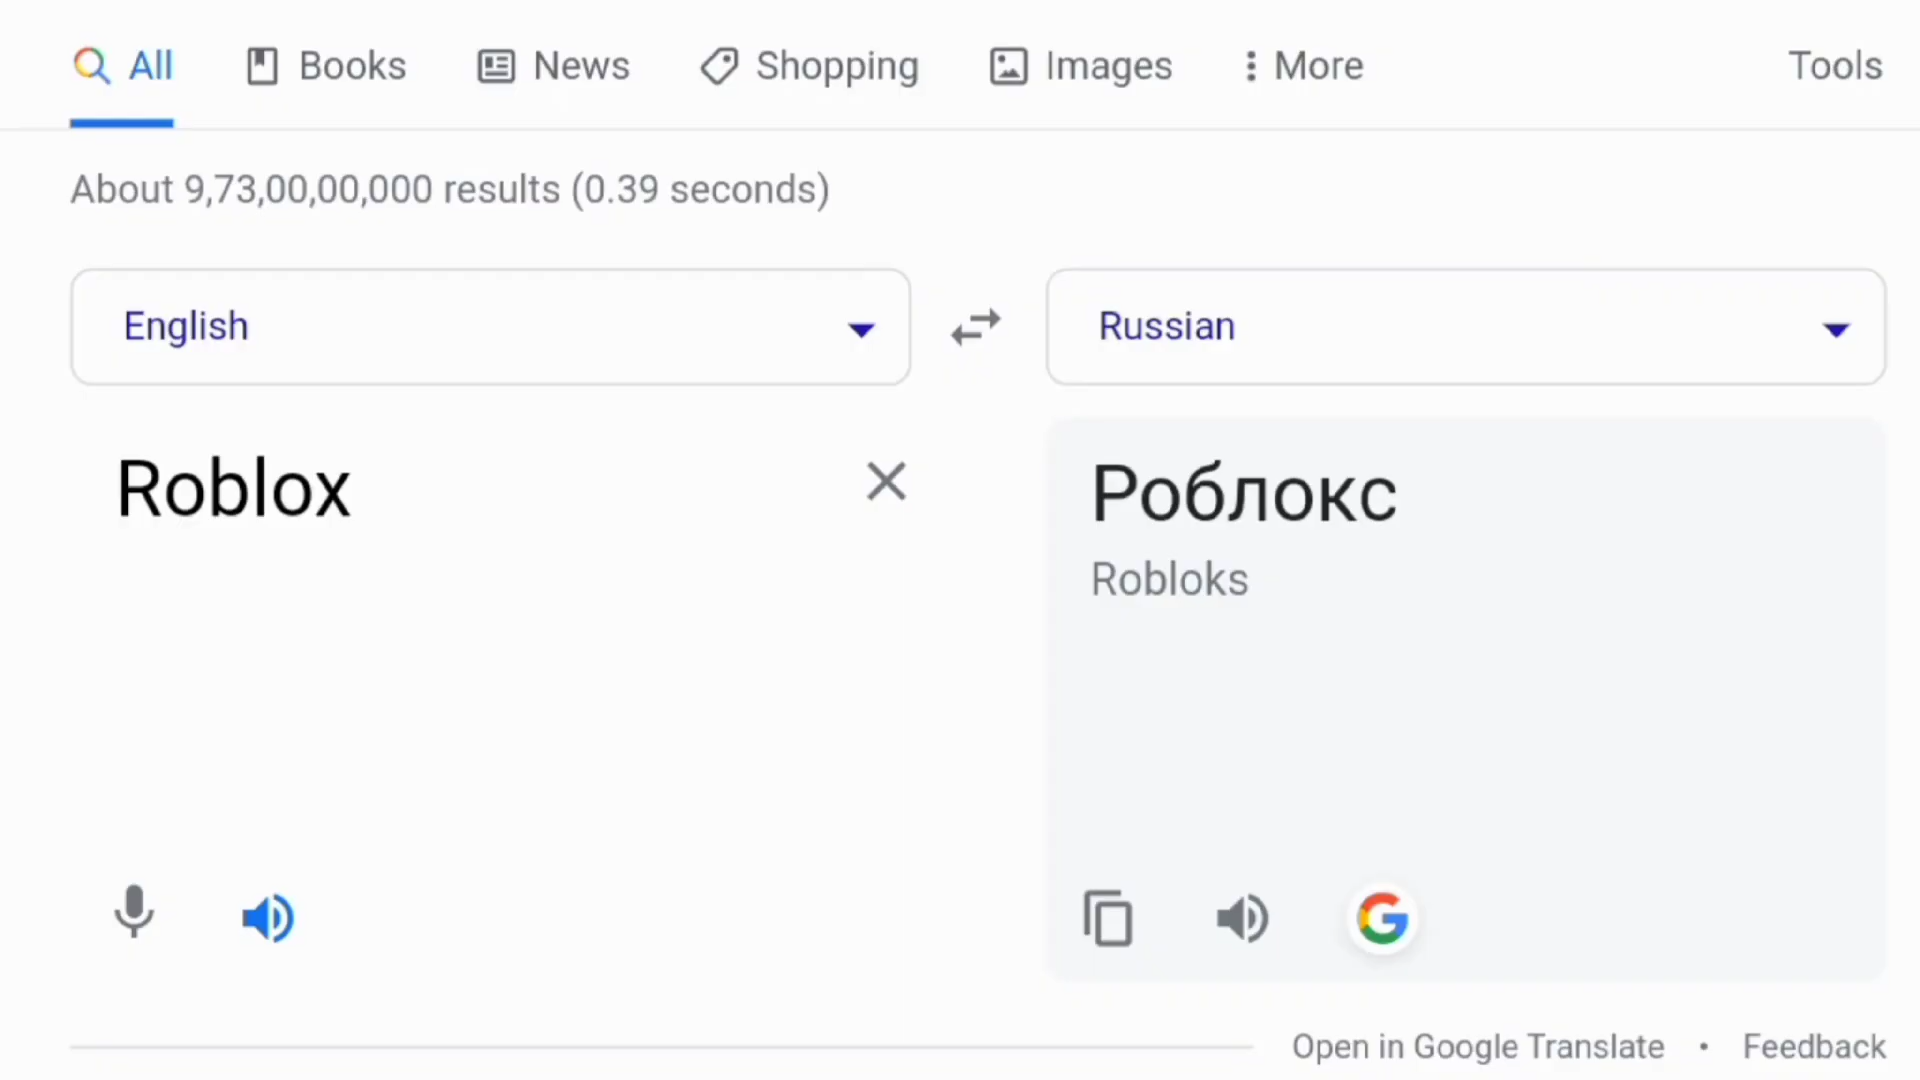 All Books News Shopping Images More Tools
About 9,73,00,00,000 results (0.39 seconds)
English Russian
Roblox
Роблокс
Robloks
Open in Google Translate • Feedback